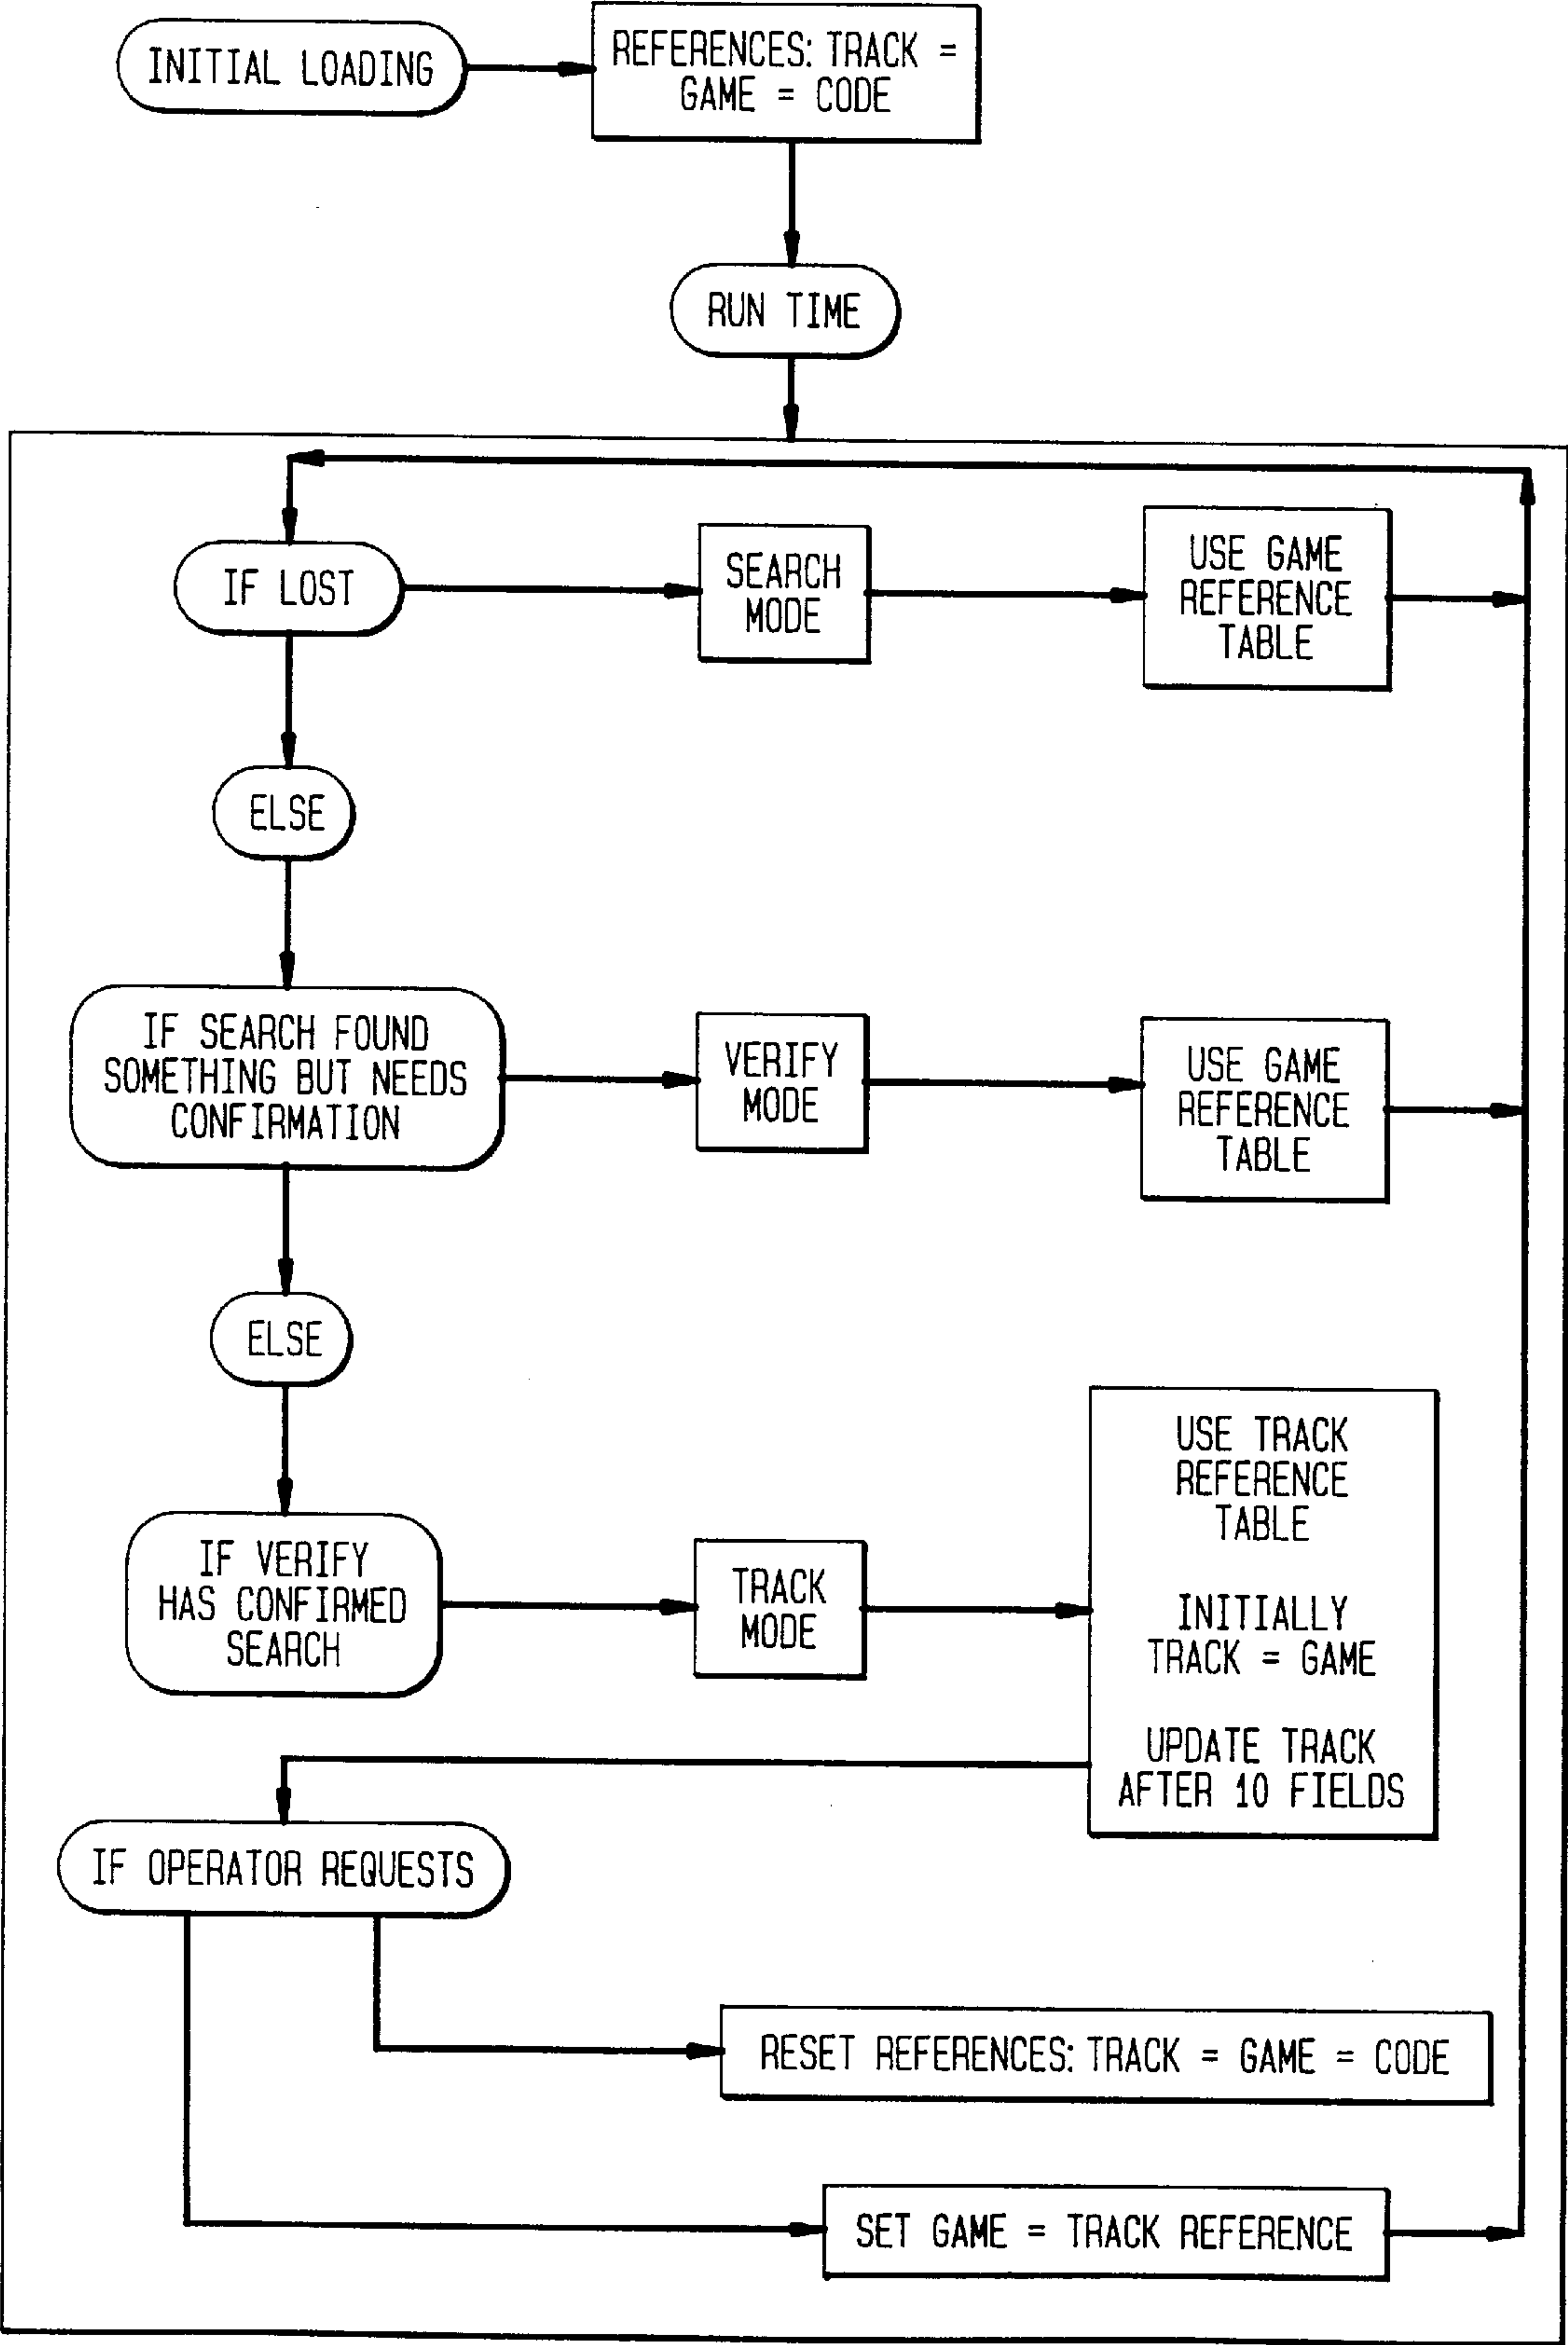 INITIAL LOADING
REFERENCES: TRACK =
GAME = CODE
RUN TIME
IF LOST
SEARCH
MODE
USE GAME
REFERENCE
TABLE
ELSE
IF SEARCH FOUND
SOMETHING BUT NEEDS
CONFIRMATION
VERIFY
MODE
USE GAME
REFERENCE
TABLE
ELSE
IF VERIFY
HAS CONFIRMED
SEARCH
TRACK
MODE
USE TRACK
REFERENCE
TABLE
INITIALLY
TRACK = GAME
UPDATE TRACK
AFTER 10 FIELDS
IF OPERATOR REQUESTS
RESET REFERENCES: TRACK = GAME = CODE
SET GAME = TRACK REFERENCE